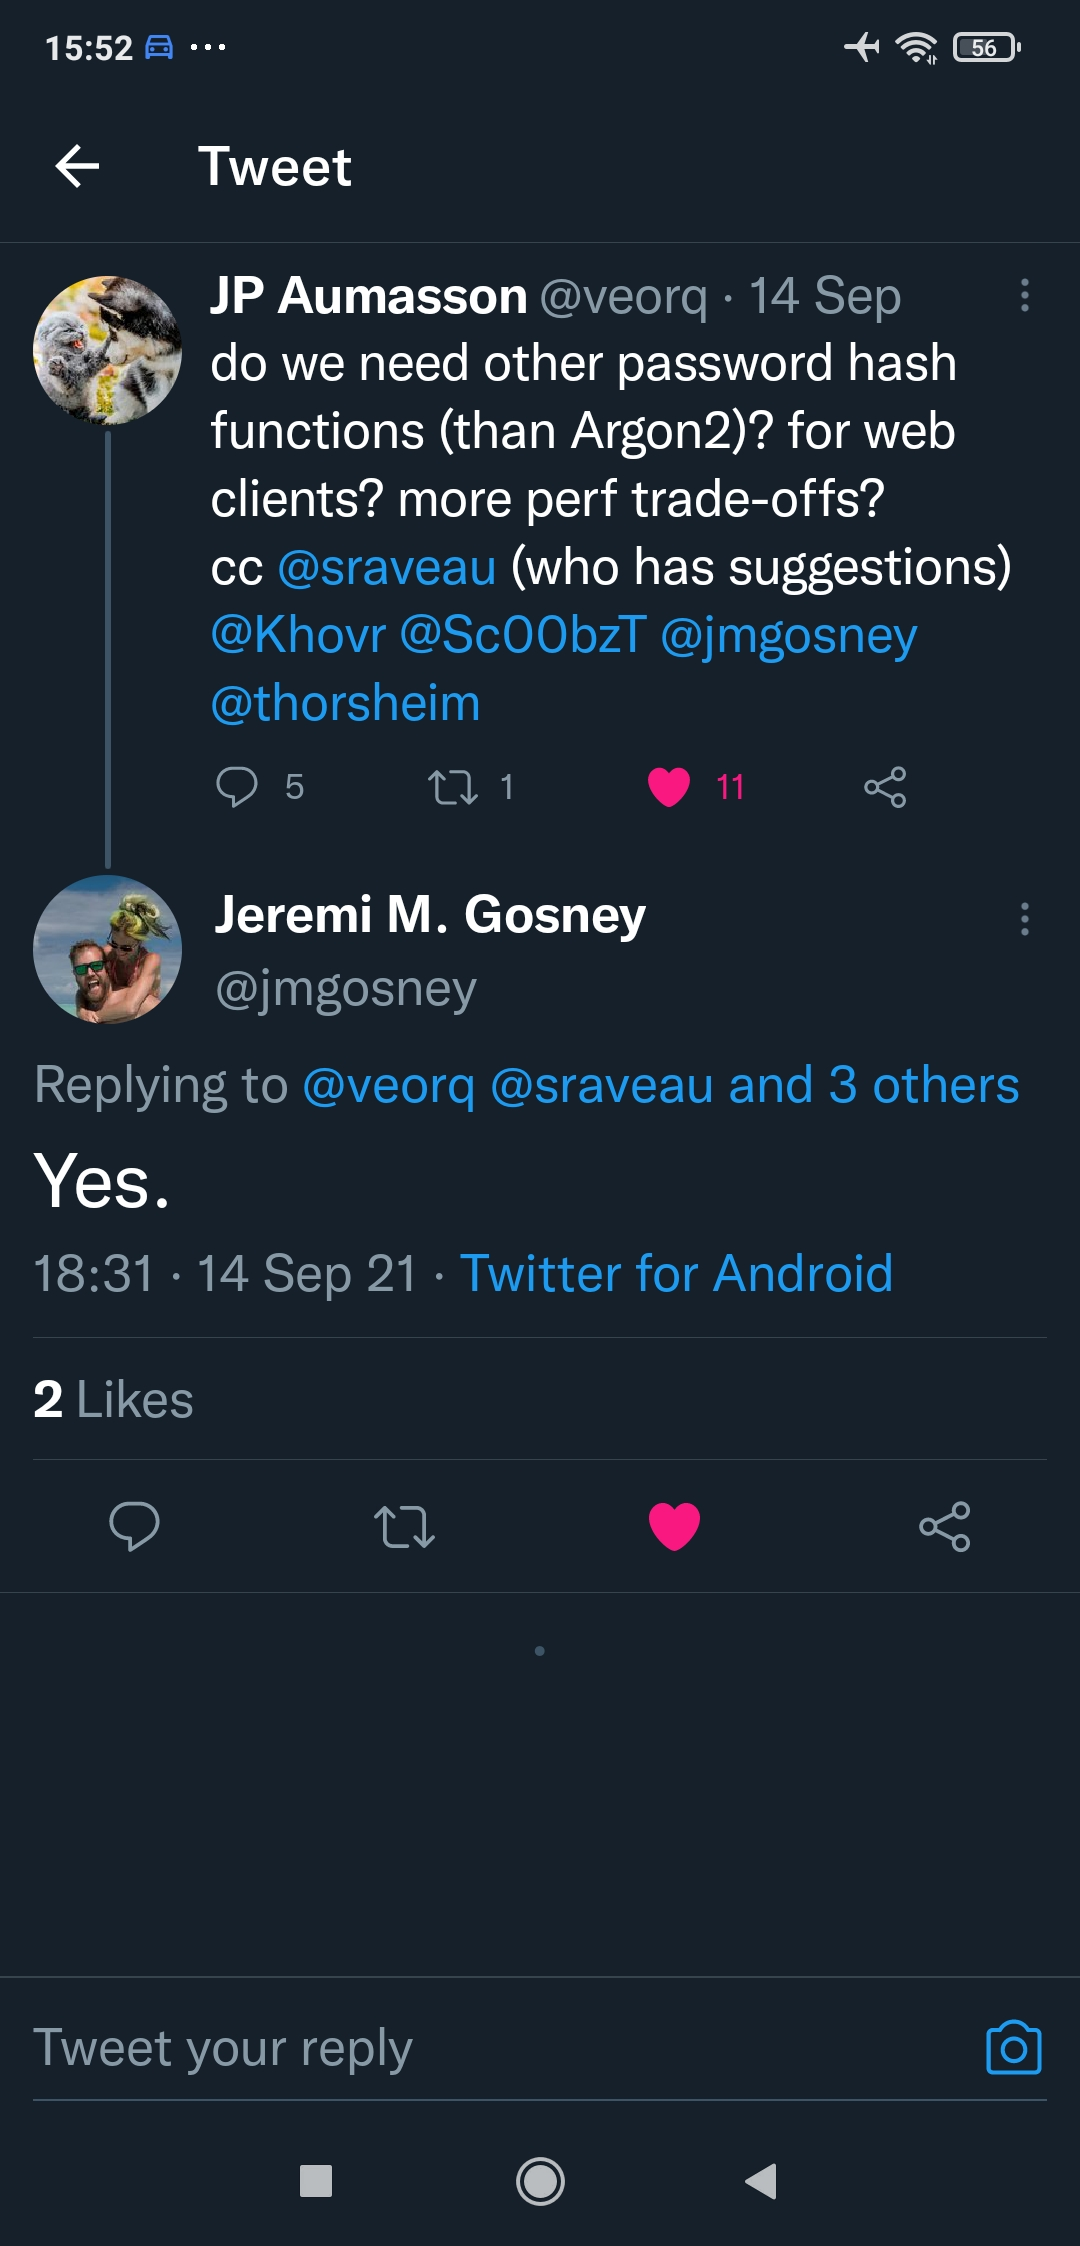 15:52
56
Tweet
JP Aumasson @veorq · 14 Sep
do we need other password hash
functions (than Argon2)? for web
clients? more perf trade-offs?
cc @sraveau (who has suggestions)
@Khovr @Sc00bzT @jmgosney
@thorsheim
5 1 11
Jeremi M. Gosney
@jmgosney
Replying to @veorq @sraveau and 3 others
Yes.
18:31 · 14 Sep 21 · Twitter for Android
2 Likes
Tweet your reply